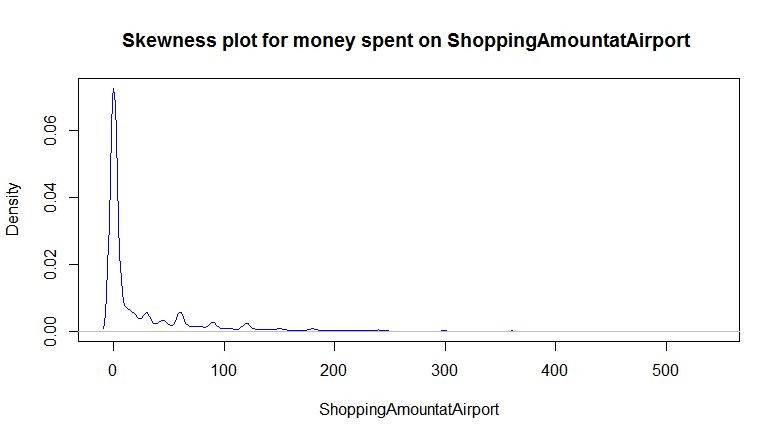 Skewness plot for money spent on ShoppingAmountatAirport
Density
0.06
0.04
0.02
0.00
0 100 200 300 400 500
ShoppingAmountatAirport